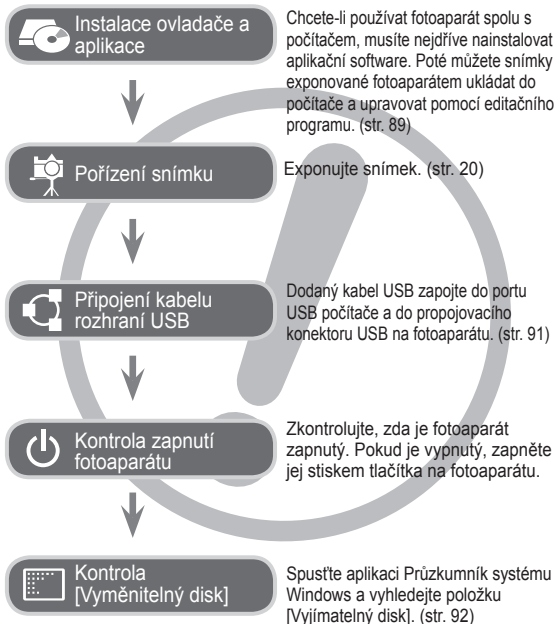 Instalace ovladače a
aplikace
Chcete-li používat fotoaparát spolu s
počítačem, musíte nejdříve nainstalovat
aplikační software. Poté můžete snímky
exponované fotoaparátem ukládat do
počítače a upravovat pomocí editačního
programu. (str. 89)
Pořízení snímku
Exponujte snímek. (str. 20)
Připojení kabelu
rozhraní USB
Dodaný kabel USB zapojte do portu
USB počítače a do propojovacího
konektoru USB na fotoaparátu. (str. 91)
Kontrola zapnutí
fotoaparátu
Zkontrolujte, zda je fotoaparát
zapnutý. Pokud je vypnutý, zapněte
jej stiskem tlačítka na fotoaparátu.
Kontrola
[Vyměnitelný disk]
Spusťte aplikaci Průzkumník systému
Windows a vyhledejte položku
[Vyjímatelný disk]. (str. 92)